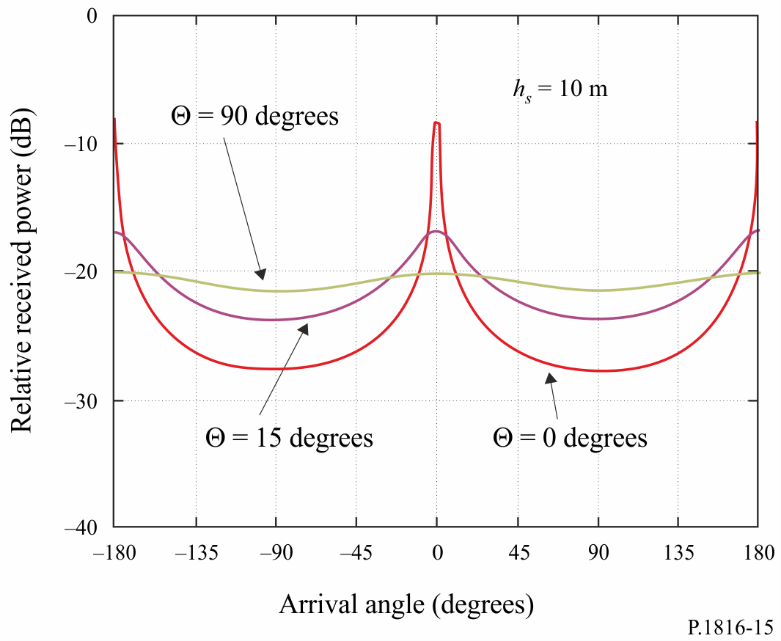 0
–10
–20
–30
–40
Relative received power (dB)
hs = 10 m
Θ = 90 degrees
Θ = 15 degrees
Θ = 0 degrees
–180 –135 –90 –45 0 45 90 135 180
Arrival angle (degrees)
P.1816-15